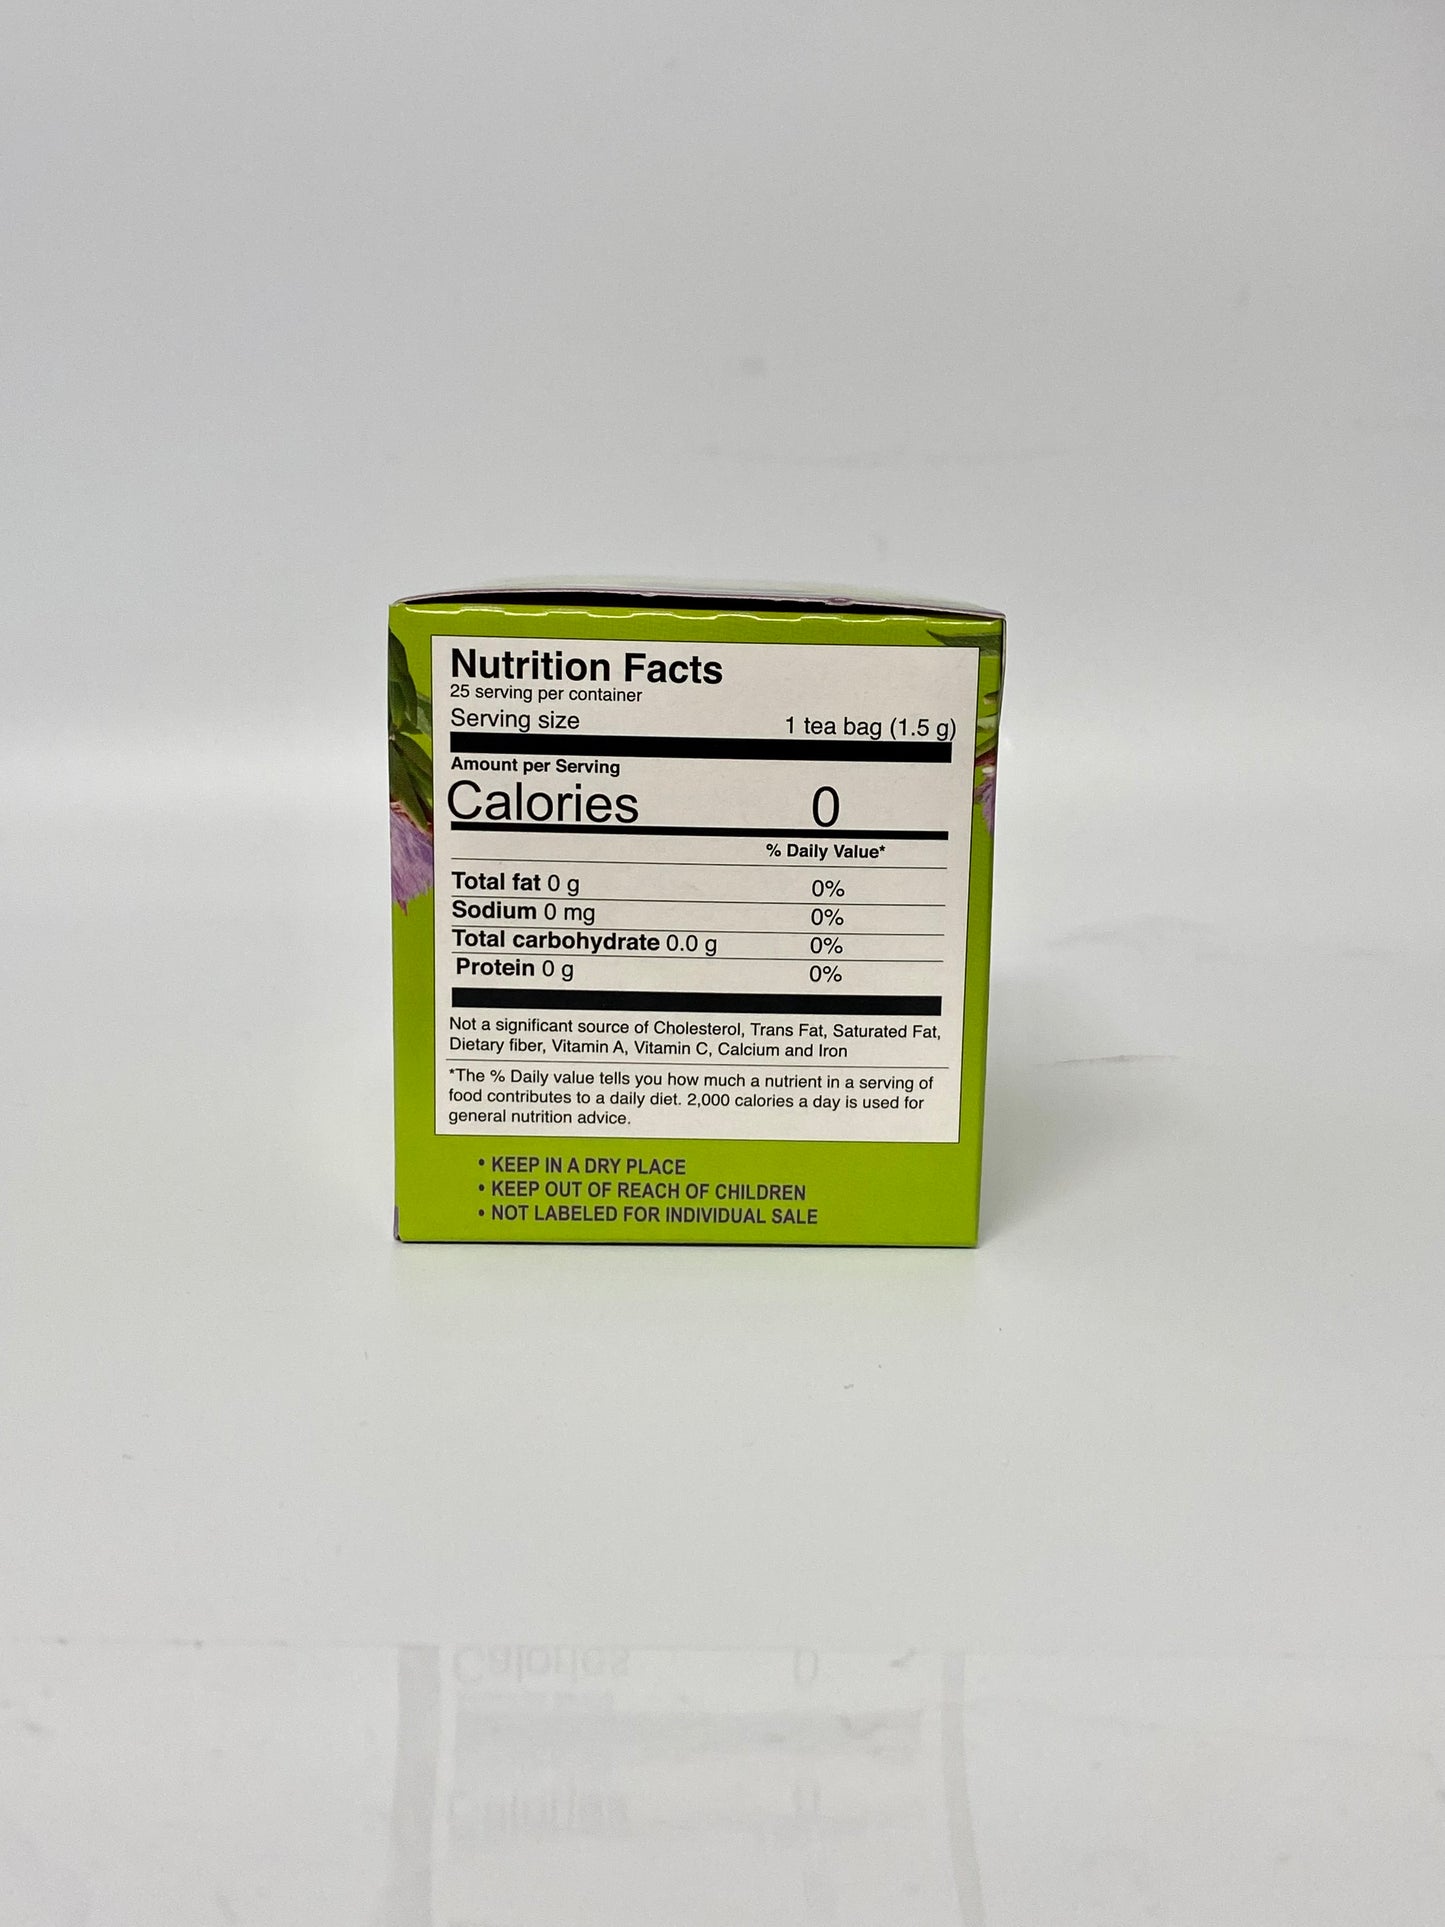 Nutrition Facts
25 serving per container
Serving size 1 tea bag (1.5 g)
Amount per Serving
Calories 0
% Daily Value*
Total fat 0 g 0%
Sodium 0 mg 0%
Total carbohydrate 0.0 g 0%
Protein 0 g 0%
Not a significant source of Cholesterol, Trans Fat, Saturated Fat,
Dietary fiber, Vitamin A, Vitamin C, Calcium and Iron
*The % Daily value tells you how much a nutrient in a serving of
food contributes to a daily diet. 2,000 calories a day is used for
general nutrition advice.
• KEEP IN A DRY PLACE
• KEEP OUT OF REACH OF CHILDREN
• NOT LABELED FOR INDIVIDUAL SALE